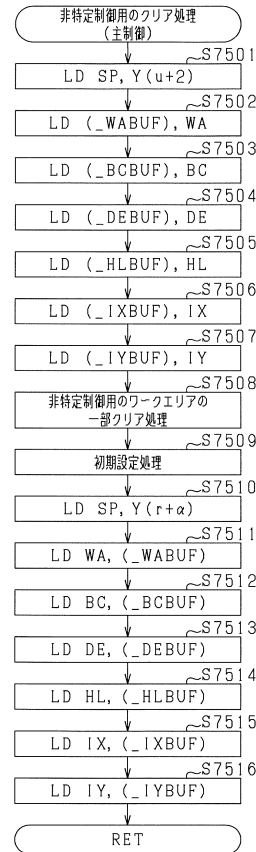 非特定制御用のクリア処理
(主制御)
S7501
LD SP, Y(u+2)
S7502
LD (_WABUF), WA
S7503
LD (_BCBUF), BC
S7504
LD (_DEBUF), DE
S7505
LD (_HLBUF), HL
S7506
LD (_IXBUF), IX
S7507
LD (_IYBUF), IY
S7508
非特定制御用のワークエリアの
一部クリア処理
S7509
初期設定処理
S7510
LD SP, Y(r+α)
S7511
LD WA, (_WABUF)
S7512
LD BC, (_BCBUF)
S7513
LD DE, (_DEBUF)
S7514
LD HL, (_HLBUF)
S7515
LD IX, (_IXBUF)
S7516
LD IY, (_IYBUF)
RET